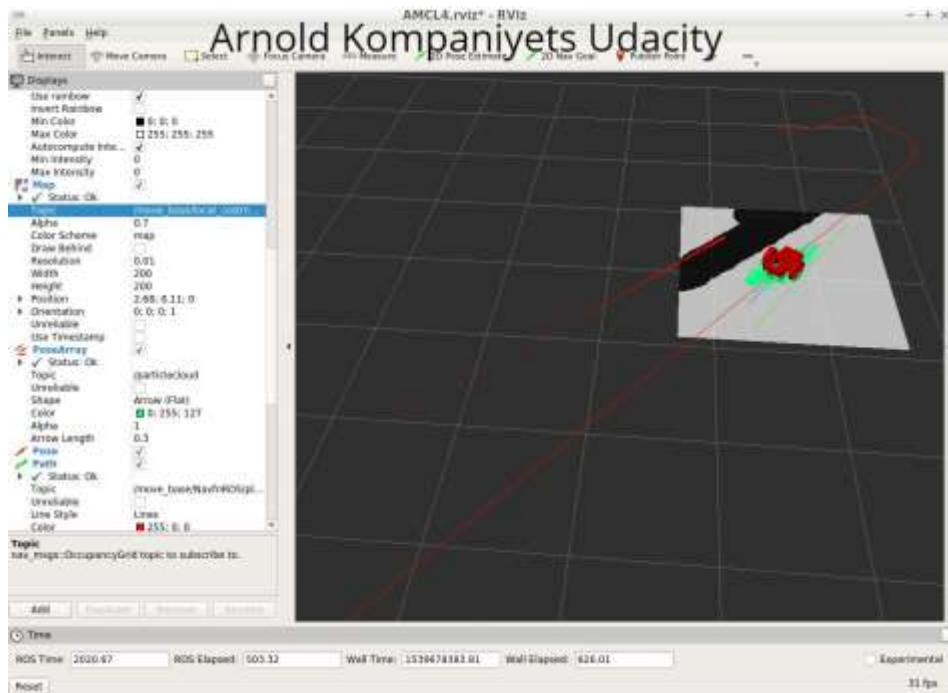 AMCL4.rviz* - RViz
Arnold Kompaniyets Udacity
File Panels Help
Interact Move Camera Select Focus Camera Measure 2D Pose Estimate 2D Nav Goal Publish Point
Displays
Use rainbow
Invert Rainbow
Min Color 0; 0; 0
Max Color 255; 255; 255
Autocompute Inte...
Min Intensity 0
Max Intensity 0
Map
Status: Ok
Topic
Alpha 0.7
Color Scheme map
Draw Behind
Resolution 0.01
Width 200
Height 200
Position 2.68; 6.11; 0
Orientation 0; 0; 0; 1
Unreliable
Use Timestamp
PoseArray
Status: Ok
Topic /particlecloud
Unreliable
Shape Arrow (Flat)
Color 0; 255; 127
Alpha 1
Arrow Length 0.3
Pose
Path
Status: Ok
Topic
Unreliable
Line Style Lines
Color 255; 0; 0
Topic
nav_msgs::OccupancyGrid topic to subscribe to.
Add Duplicate Remove Rename
Time
ROS Time: 2020.67 ROS Elapsed: 503.32 Wall Time: 1539678383.81 Wall Elapsed: 626.01 Experimental
Reset 31 fps